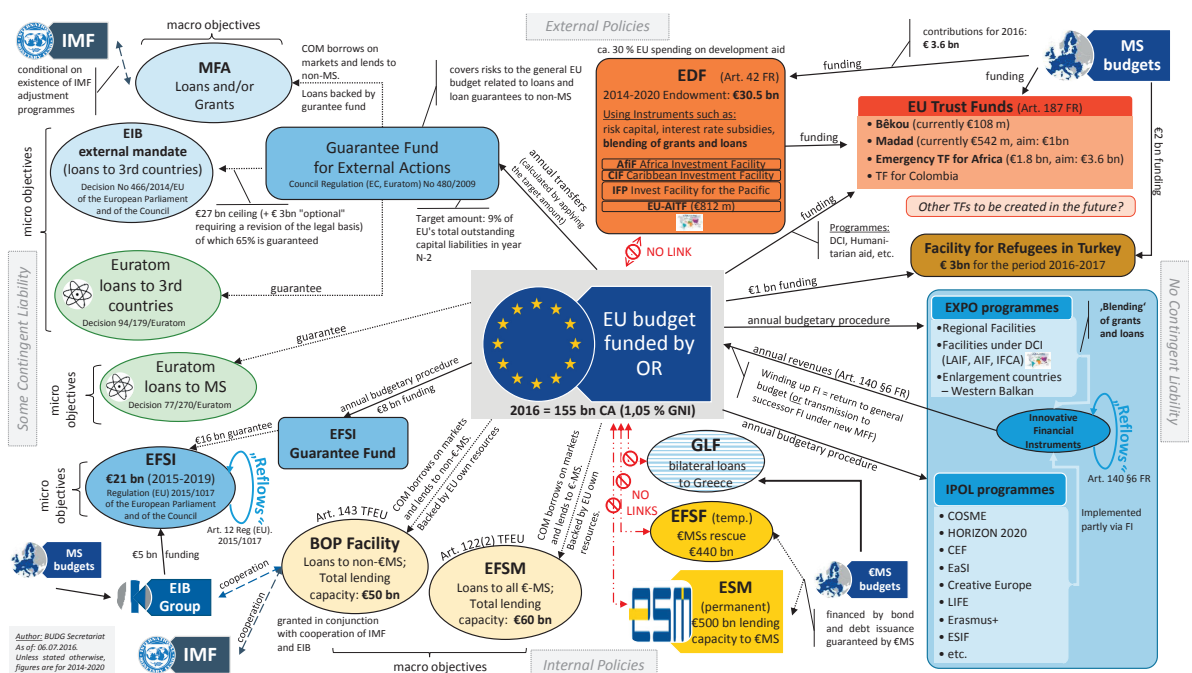 External Policies
IMF
conditional on
existence of IMF
adjustment
programmes
macro objectives
MFA
Loans and/or
Grants
COM borrows on
markets and lends to
non-MS.
Loans backed by
gurantee fund
covers risks to the general EU
budget related to loans and
loan guarantees to non-MS
micro objectives
EIB
external mandate
(loans to 3rd countries)
Decision No 466/2014/EU
of the European Parliament
and of the Council
Guarantee Fund
for External Actions
Council Regulation (EC, Euratom) No 480/2009
€27 bn ceiling (+ € 3bn "optional"
requiring a revision of the legal basis)
of which 65% is guaranteed
Target amount: 9% of
EU's total outstanding
capital liabilities in year
N-2
annual transfers
(calculated by applying
the target amount)
Euratom
loans to 3rd
countries
Decision 94/179/Euratom
guarantee
Some Contingent Liability
ca. 30 % EU spending on development aid
EDF (Art. 42 FR)
2014-2020 Endowment: €30.5 bn
Using Instruments such as:
risk capital, interest rate subsidies,
blending of grants and loans
AfiF Africa Investment Facility
CIF Caribbean Investment Facility
IFP Invest Facility for the Pacific
EU-AITF (€812 m)
NO LINK
contributions for 2016:
€ 3.6 bn
funding
funding
MS
budgets
funding
EU Trust Funds (Art. 187 FR)
• Bêkou (currently €108 m)
• Madad (currently €542 m, aim: €1bn
• Emergency TF for Africa (€1.8 bn, aim: €3.6 bn)
• TF for Colombia
Other TFs to be created in the future?
€2 bn funding
funding
Programmes:
DCI, Humani-
tarian aid, etc.
Facility for Refugees in Turkey
€ 3bn for the period 2016-2017
€1 bn funding
No Contingent Liability
EU budget
funded by
OR
2016 = 155 bn CA (1,05 % GNI)
annual budgetary procedure
EXPO programmes
•Regional Facilities
•Facilities under DCI
(LAIF, AIF, IFCA)
•Enlargement countries
– Western Balkan
‚Blending'
of grants
and loans
annual revenues (Art. 140 §6 FR)
Winding up FI = return to general
budget (or transmission to
successor FI under new MFF)
annual budgetary procedure
Innovative
Financial
Instruments
„Reflows"
Art. 140 §6 FR
Implemented
partly via FI
IPOL programmes
• COSME
• HORIZON 2020
• CEF
• EaSI
• Creative Europe
• LIFE
• Erasmus+
• ESIF
• etc.
guarantee
micro
objectives
Euratom
loans to MS
Decision 77/270/Euratom
annual budgetary procedure
€8 bn funding
EFSI
Guarantee Fund
€16 bn guarantee
micro
objectives
EFSI
€21 bn (2015-2019)
Regulation (EU) 2015/1017
of the European Parliament
and of the Council
„Reflows"
Art. 12 Reg (EU).
2015/1017
€5 bn funding
MS
budgets
EIB
Group
cooperation
cooperation
IMF
COM borrows on markets
and lends to non-€-MS.
Backed by EU own resources
Art. 143 TFEU
BOP Facility
Loans to non-€MS;
Total lending
capacity: €50 bn
granted in conjunction
with cooperation of IMF
and EIB
COM borrows on markets
and lends to €-MS.
Backed by EU own
resources.
Art. 122(2) TFEU
EFSM
Loans to all €-MS;
Total lending
capacity: €60 bn
macro objectives
NO
LINKS
GLF
bilateral loans
to Greece
EFSF (temp.)
€MSs rescue
€440 bn
esm
ESM
(permanent)
€500 bn lending
capacity to €MS
€MS
budgets
financed by bond
and debt issuance
guaranteed by €MS
Internal Policies
Author: BUDG Secretariat
As of: 06.07.2016.
Unless stated otherwise,
figures are for 2014-2020